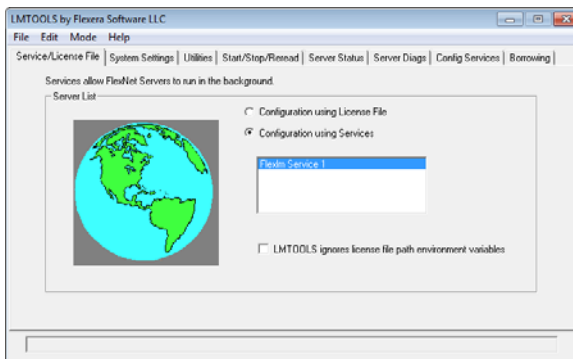 LMTOOLS by Flexera Software LLC
File Edit Mode Help
Service/License File System Settings Utilities Start/Stop/Reread Server Status Server Diags Config Services Borrowing
Services allow FlexNet Servers to run in the background.
Server List
Configuration using License File
Configuration using Services
Flexlm Service 1
LMTOOLS ignores license file path environment variables